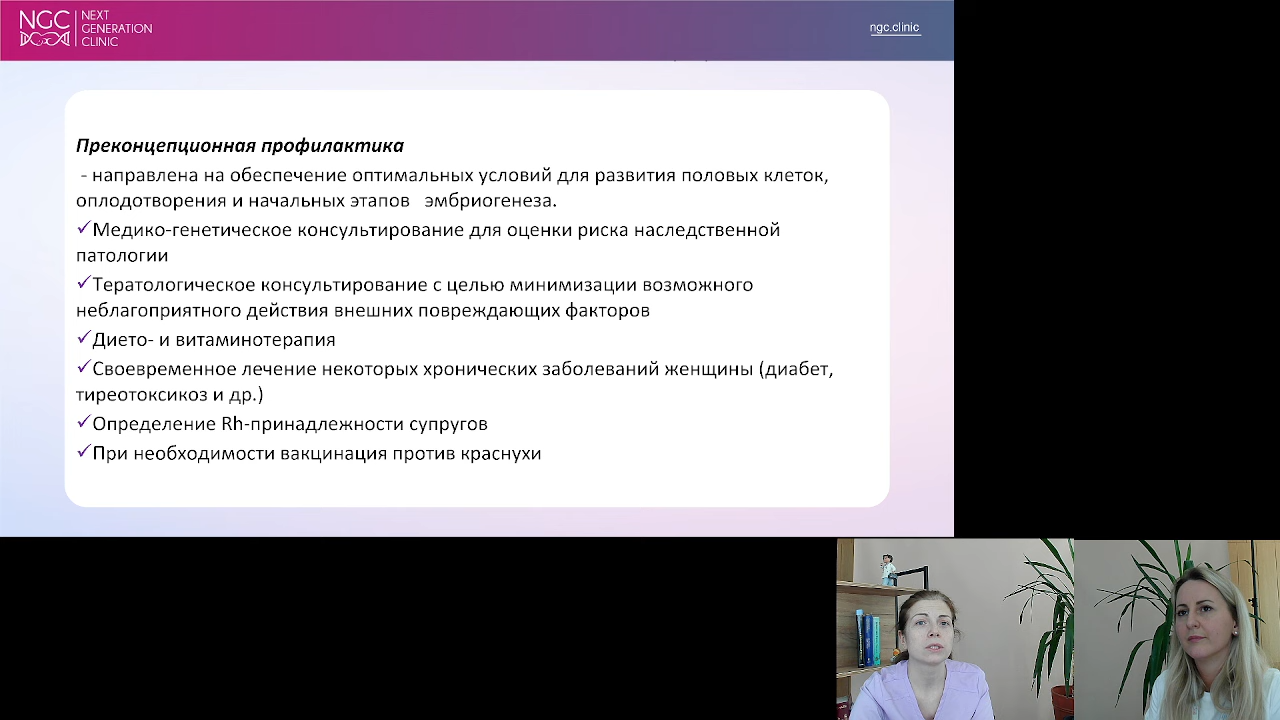 NGC
NEXT
GENERATION
CLINIC
ngc.clinic
Преконцепционная профилактика
- направлена на обеспечение оптимальных условий для развития половых клеток,
оплодотворения и начальных этапов эмбриогенеза.
✓Медико-генетическое консультирование для оценки риска наследственной
патологии
✓Тератологическое консультирование с целью минимизации возможного
неблагоприятного действия внешних повреждающих факторов
✓Дието- и витаминотерапия
✓Своевременное лечение некоторых хронических заболеваний женщины (диабет,
тиреотоксикоз и др.)
✓Определение Rh-принадлежности супругов
✓При необходимости вакцинация против краснухи